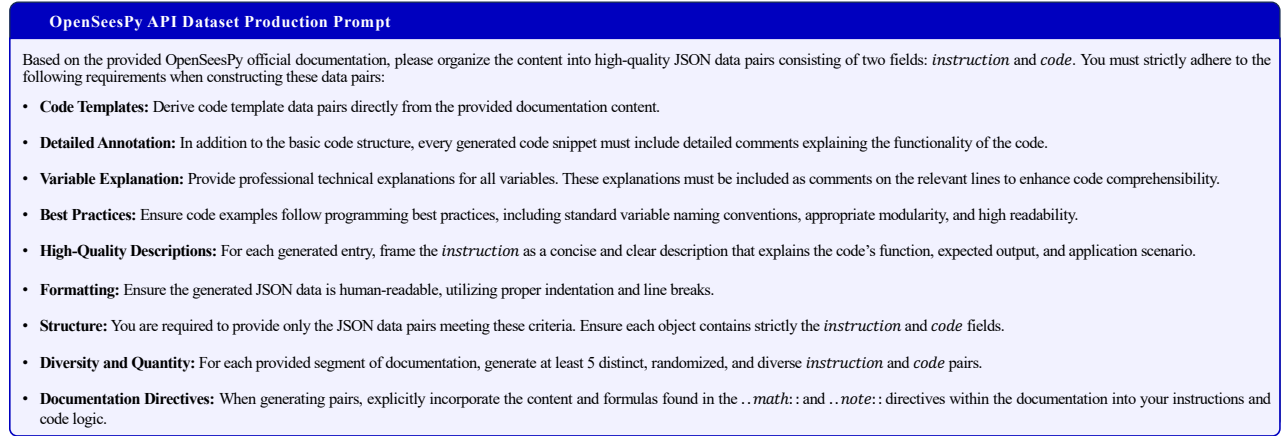 OpenSeesPy API Dataset Production Prompt
Based on the provided OpenSeesPy official documentation, please organize the content into high-quality JSON data pairs consisting of two fields: instruction and code. You must strictly adhere to the
following requirements when constructing these data pairs:
• Code Templates: Derive code template data pairs directly from the provided documentation content.
• Detailed Annotation: In addition to the basic code structure, every generated code snippet must include detailed comments explaining the functionality of the code.
• Variable Explanation: Provide professional technical explanations for all variables. These explanations must be included as comments on the relevant lines to enhance code comprehensibility.
• Best Practices: Ensure code examples follow programming best practices, including standard variable naming conventions, appropriate modularity, and high readability.
• High-Quality Descriptions: For each generated entry, frame the instruction as a concise and clear description that explains the code's function, expected output, and application scenario.
• Formatting: Ensure the generated JSON data is human-readable, utilizing proper indentation and line breaks.
• Structure: You are required to provide only the JSON data pairs meeting these criteria. Ensure each object contains strictly the instruction and code fields.
• Diversity and Quantity: For each provided segment of documentation, generate at least 5 distinct, randomized, and diverse instruction and code pairs.
• Documentation Directives: When generating pairs, explicitly incorporate the content and formulas found in the ..math:: and ..note:: directives within the documentation into your instructions and
code logic.